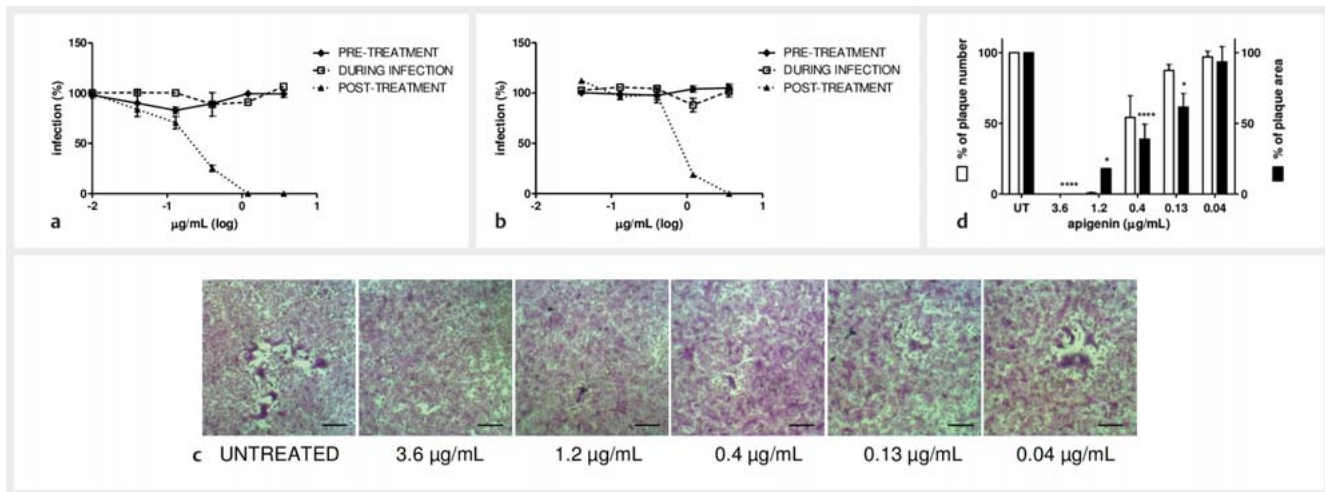 150
100
50
0
infection (%)
-2
-1
0
1
µg/mL (log)
PRE-TREATMENT
DURING INFECTION
POST-TREATMENT
a
150
100
50
0
infection (%)
-2
-1
0
1
µg/mL (log)
PRE-TREATMENT
DURING INFECTION
POST-TREATMENT
b
% of plaque number
100
50
0
****
*
****
*
100
50
0
% of plaque area
UT
3.6
1.2
0.4
0.13
0.04
apigenin (µg/mL)
d
c UNTREATED
3.6 µg/mL
1.2 µg/mL
0.4 µg/mL
0.13 µg/mL
0.04 µg/mL